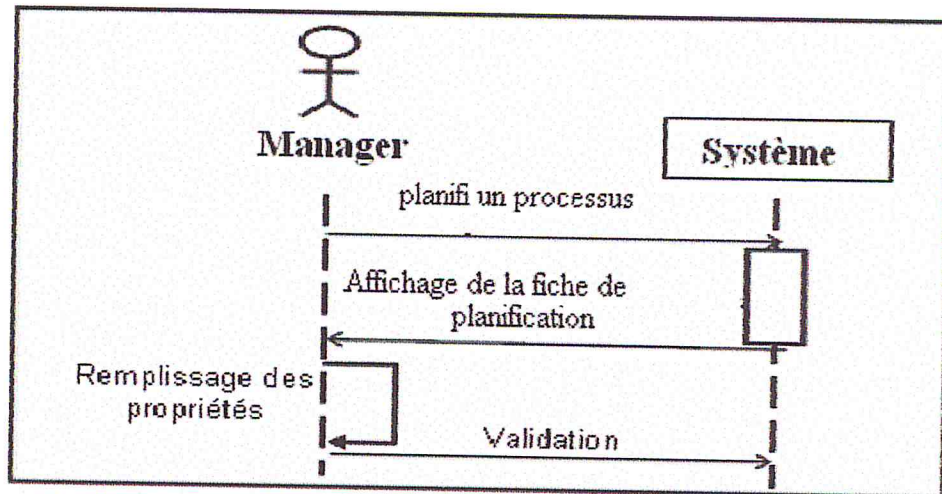 Manager
Système
planifi un processus
Affichage de la fiche de
planification
Remplissage des
propriétés
Validation